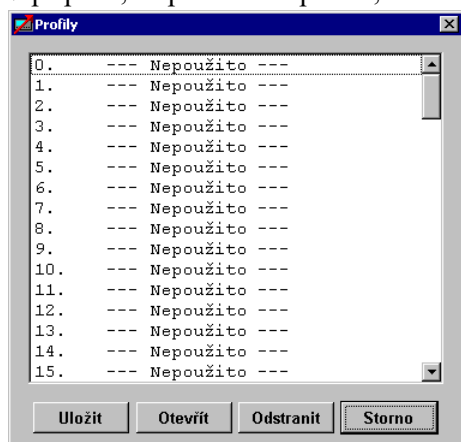 Profily
0. --- Nepoužito ---
1. --- Nepoužito ---
2. --- Nepoužito ---
3. --- Nepoužito ---
4. --- Nepoužito ---
5. --- Nepoužito ---
6. --- Nepoužito ---
7. --- Nepoužito ---
8. --- Nepoužito ---
9. --- Nepoužito ---
10. --- Nepoužito ---
11. --- Nepoužito ---
12. --- Nepoužito ---
13. --- Nepoužito ---
14. --- Nepoužito ---
15. --- Nepoužito ---
Uložit Otevřít Odstranit Storno